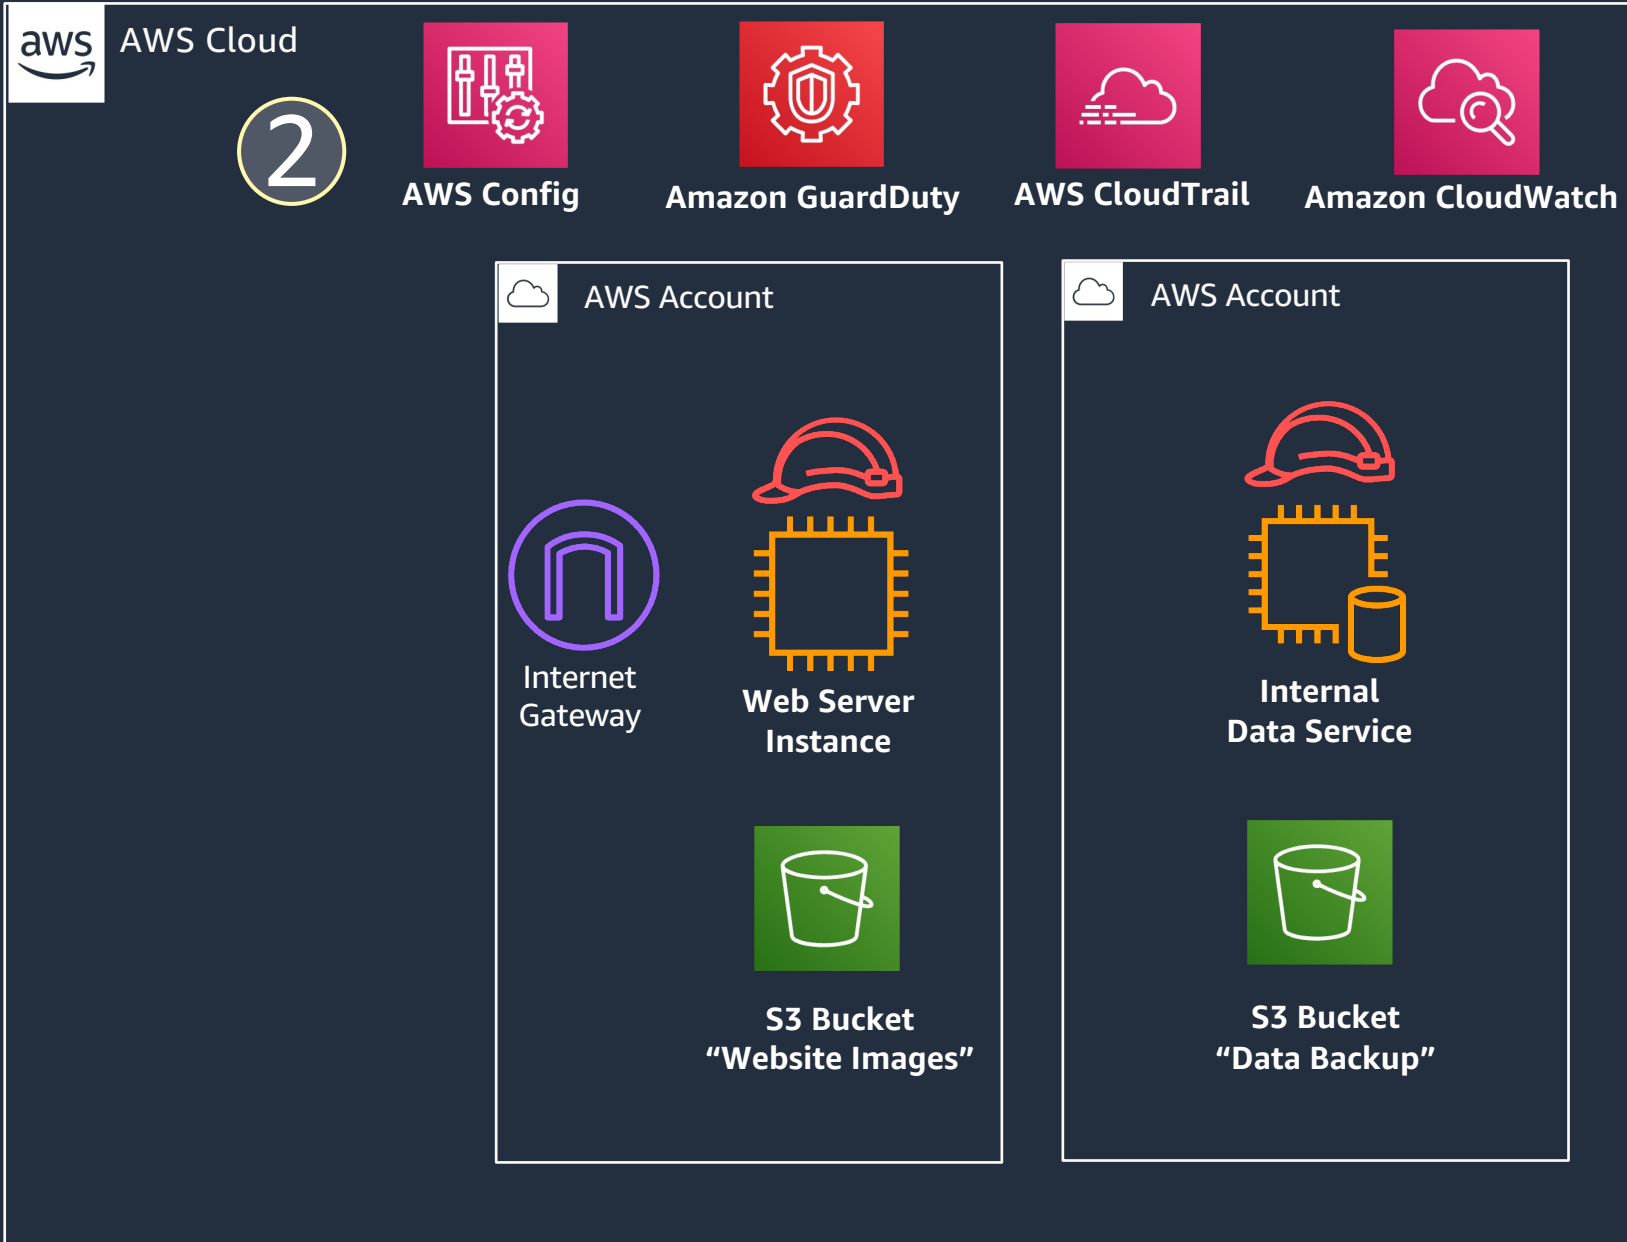 aws
AWS Cloud
2
AWS Config
Amazon GuardDuty
AWS CloudTrail
Amazon CloudWatch
AWS Account
AWS Account
Internet
Gateway
Web Server
Instance
Internal
Data Service
S3 Bucket
“Website Images”
S3 Bucket
“Data Backup”